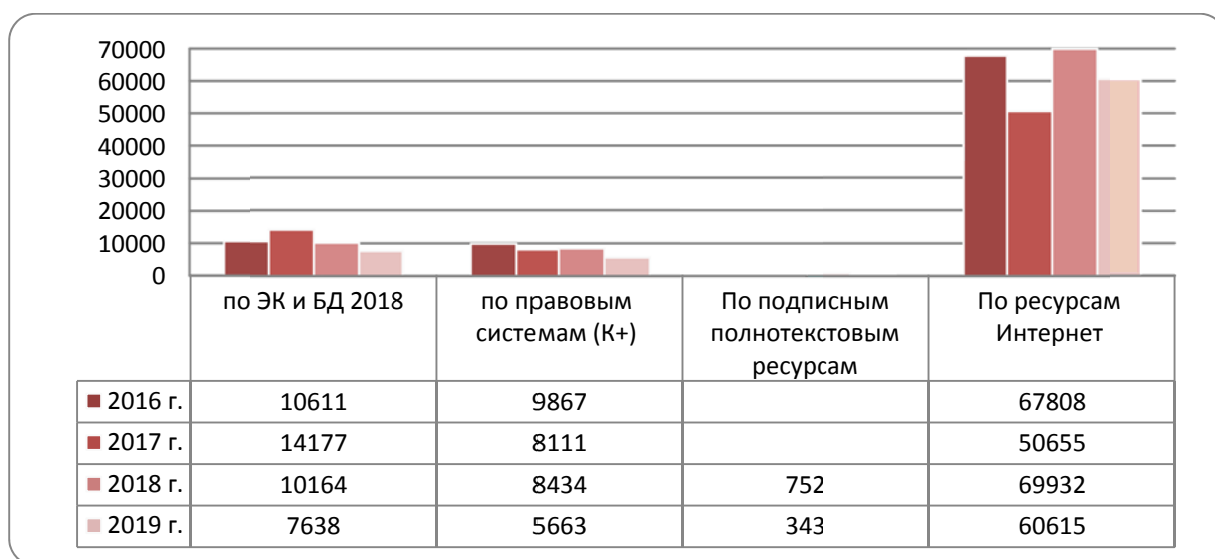 70000
60000
50000
40000
30000
20000
10000
0
по ЭК и БД 2018
по правовым
системам (К+)
По подписным
полнотекстовым
ресурсам
По ресурсам
Интернет
2016 г. 10611 9867 67808
2017 г. 14177 8111 50655
2018 г. 10164 8434 752 69932
2019 г. 7638 5663 343 60615